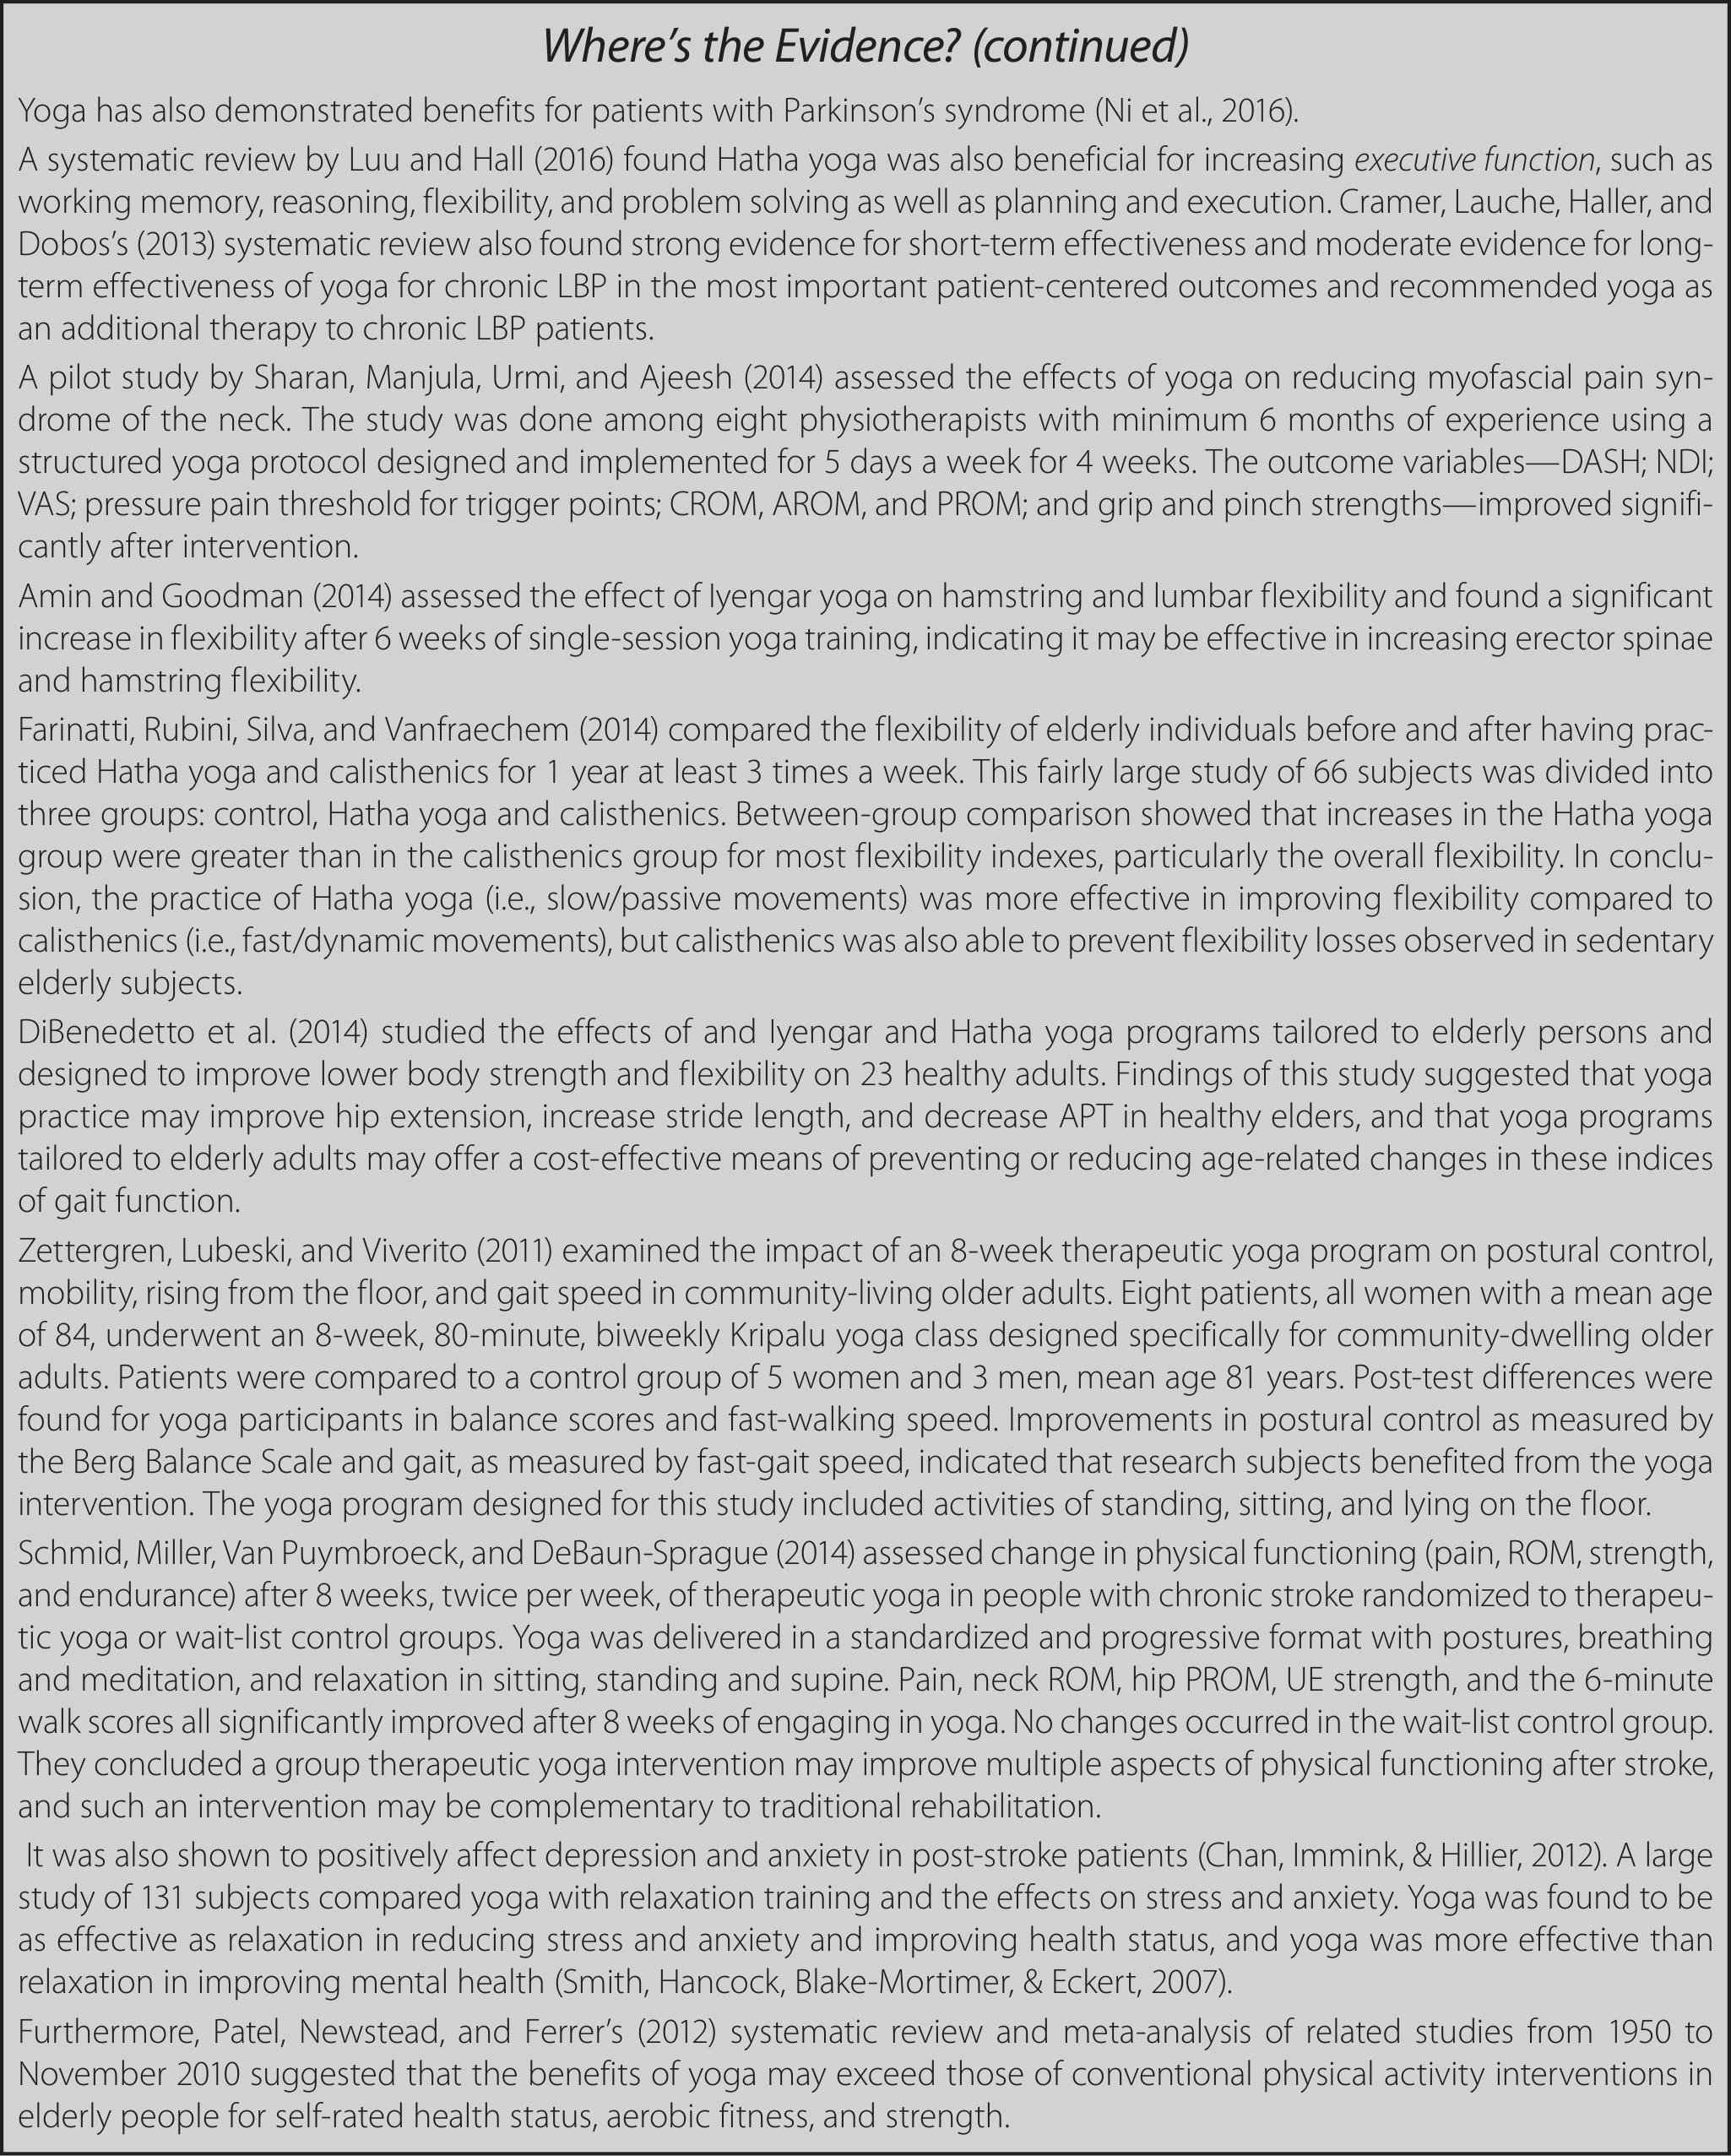 Where’s the Evidence? (continued)
Yoga has also demonstrated benefits for patients with Parkinson’s syndrome (Ni et al., 2016).
A systematic review by Luu and Hall (2016) found Hatha yoga was also beneficial for increasing executive function, such as
working memory, reasoning, flexibility, and problem solving as well as planning and execution. Cramer, Lauche, Haller, and
Dobos’s (2013) systematic review also found strong evidence for short-term effectiveness and moderate evidence for long-
term effectiveness of yoga for chronic LBP in the most important patient-centered outcomes and recommended yoga as
an additional therapy to chronic LBP patients.
A pilot study by Sharan, Manjula, Urmi, and Ajeesh (2014) assessed the effects of yoga on reducing myofascial pain syn-
drome of the neck. The study was done among eight physiotherapists with minimum 6 months of experience using a
structured yoga protocol designed and implemented for 5 days a week for 4 weeks. The outcome variables—DASH; NDI;
VAS; pressure pain threshold for trigger points; CROM, AROM, and PROM; and grip and pinch strengths—improved signifi-
cantly after intervention.
Amin and Goodman (2014) assessed the effect of Iyengar yoga on hamstring and lumbar flexibility and found a significant
increase in flexibility after 6 weeks of single-session yoga training, indicating it may be effective in increasing erector spinae
and hamstring flexibility.
Farinatti, Rubini, Silva, and Vanfraechem (2014) compared the flexibility of elderly individuals before and after having prac-
ticed Hatha yoga and calisthenics for 1 year at least 3 times a week. This fairly large study of 66 subjects was divided into
three groups: control, Hatha yoga and calisthenics. Between-group comparison showed that increases in the Hatha yoga
group were greater than in the calisthenics group for most flexibility indexes, particularly the overall flexibility. In conclu-
sion, the practice of Hatha yoga (i.e., slow/passive movements) was more effective in improving flexibility compared to
calisthenics (i.e., fast/dynamic movements), but calisthenics was also able to prevent flexibility losses observed in sedentary
elderly subjects.
DiBenedetto et al. (2014) studied the effects of and Iyengar and Hatha yoga programs tailored to elderly persons and
designed to improve lower body strength and flexibility on 23 healthy adults. Findings of this study suggested that yoga
practice may improve hip extension, increase stride length, and decrease APT in healthy elders, and that yoga programs
tailored to elderly adults may offer a cost-effective means of preventing or reducing age-related changes in these indices
of gait function.
Zettergren, Lubeski, and Viverito (2011) examined the impact of an 8-week therapeutic yoga program on postural control,
mobility, rising from the floor, and gait speed in community-living older adults. Eight patients, all women with a mean age
of 84, underwent an 8-week, 80-minute, biweekly Kripalu yoga class designed specifically for community-dwelling older
adults. Patients were compared to a control group of 5 women and 3 men, mean age 81 years. Post-test differences were
found for yoga participants in balance scores and fast-walking speed. Improvements in postural control as measured by
the Berg Balance Scale and gait, as measured by fast-gait speed, indicated that research subjects benefited from the yoga
intervention. The yoga program designed for this study included activities of standing, sitting, and lying on the floor.
Schmid, Miller, Van Puymbroeck, and DeBaun-Sprague (2014) assessed change in physical functioning (pain, ROM, strength,
and endurance) after 8 weeks, twice per week, of therapeutic yoga in people with chronic stroke randomized to therapeu-
tic yoga or wait-list control groups. Yoga was delivered in a standardized and progressive format with postures, breathing
and meditation, and relaxation in sitting, standing and supine. Pain, neck ROM, hip PROM, UE strength, and the 6-minute
walk scores all significantly improved after 8 weeks of engaging in yoga. No changes occurred in the wait-list control group.
They concluded a group therapeutic yoga intervention may improve multiple aspects of physical functioning after stroke,
and such an intervention may be complementary to traditional rehabilitation.
It was also shown to positively affect depression and anxiety in post-stroke patients (Chan, Immink, & Hillier, 2012). A large
study of 131 subjects compared yoga with relaxation training and the effects on stress and anxiety. Yoga was found to be
as effective as relaxation in reducing stress and anxiety and improving health status, and yoga was more effective than
relaxation in improving mental health (Smith, Hancock, Blake-Mortimer, & Eckert, 2007).
Furthermore, Patel, Newstead, and Ferrer’s (2012) systematic review and meta-analysis of related studies from 1950 to
November 2010 suggested that the benefits of yoga may exceed those of conventional physical activity interventions in
elderly people for self-rated health status, aerobic fitness, and strength.